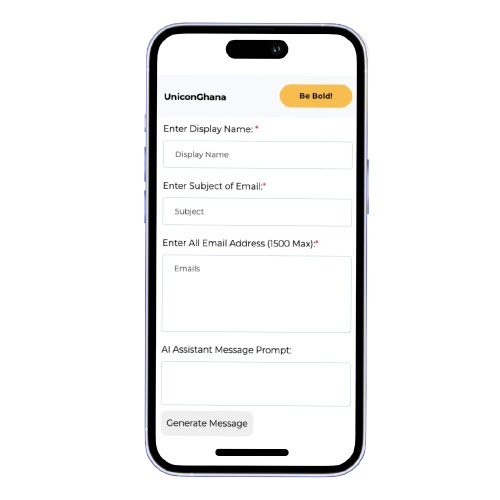 UniconGhana
Be Bold!
Enter Display Name: *
Display Name
Enter Subject of Email:*
Subject
Enter All Email Address (1500 Max):*
Emails
AI Assistant Message Prompt:
Generate Message